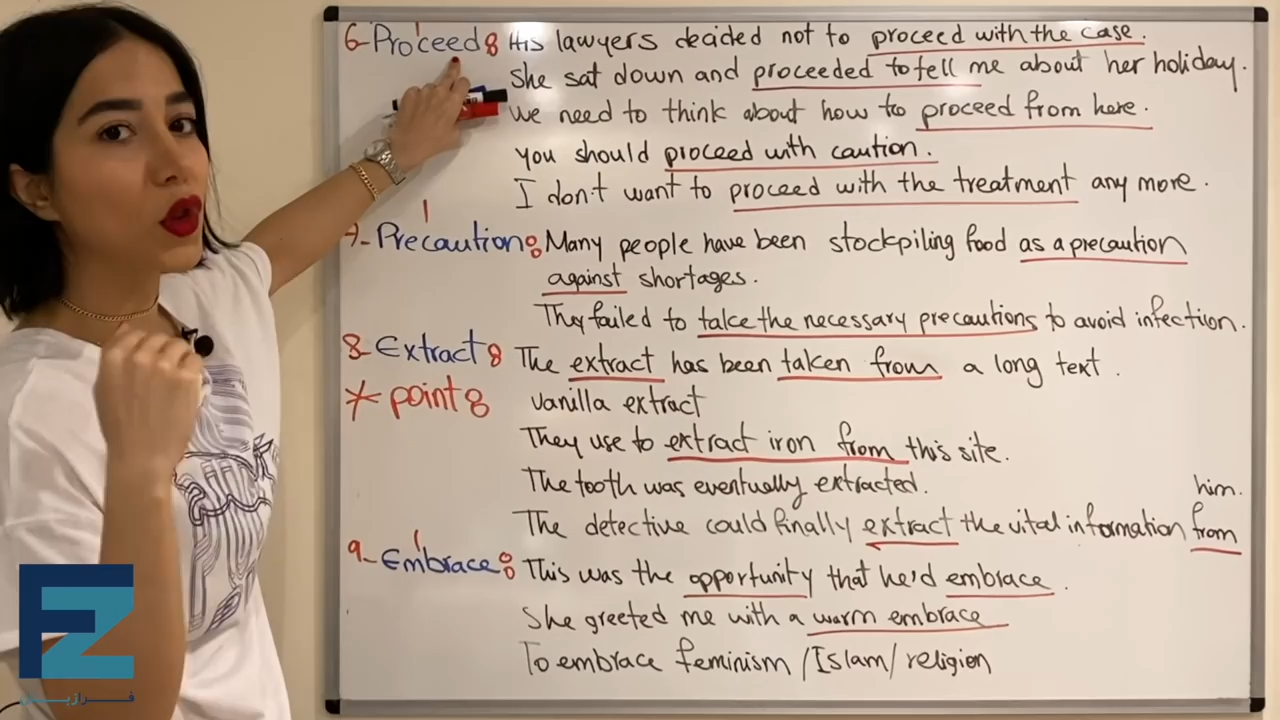 6-Proceed: His lawyers decided not to proceed with the case.
She sat down and proceeded to tell me about her holiday.
We need to think about how to proceed from here.
you should proceed with caution.
I don't want to proceed with the treatment any more.
7-Precaution: Many people have been stockpiling food as a precaution
against shortages.
They failed to take the necessary precautions to avoid infection.
8-Extract: The extract has been taken from a long text.
* point: vanilla extract
They use to extract iron from this site.
The tooth was eventually extracted.
him.
The detective could finally extract the vital information from
9-Embrace: This was the opportunity that he'd embrace.
She greeted me with a warm embrace
To embrace feminism/Islam/religion
FZ